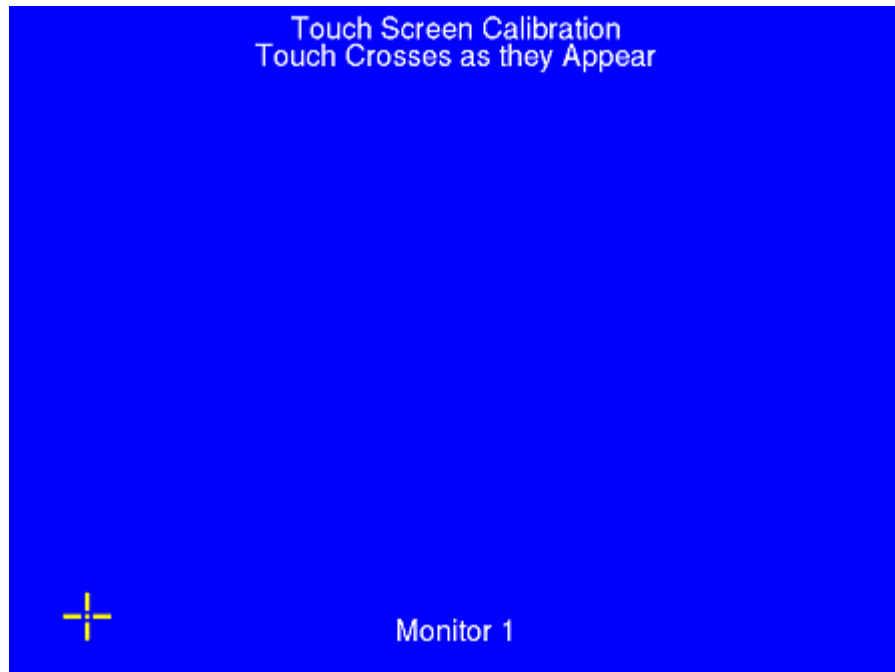 Touch Screen Calibration
Touch Crosses as they Appear
Monitor 1